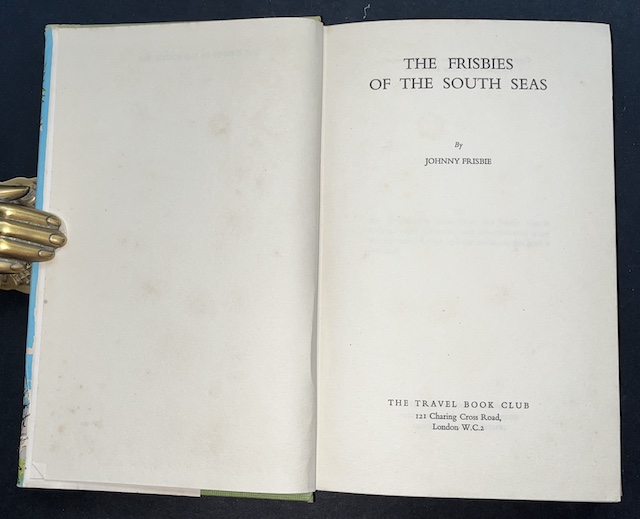 THE FRISBIES
OF THE SOUTH SEAS
By
JOHNNY FRISBIE
THE TRAVEL BOOK CLUB
121 Charing Cross Road,
London W.C.2